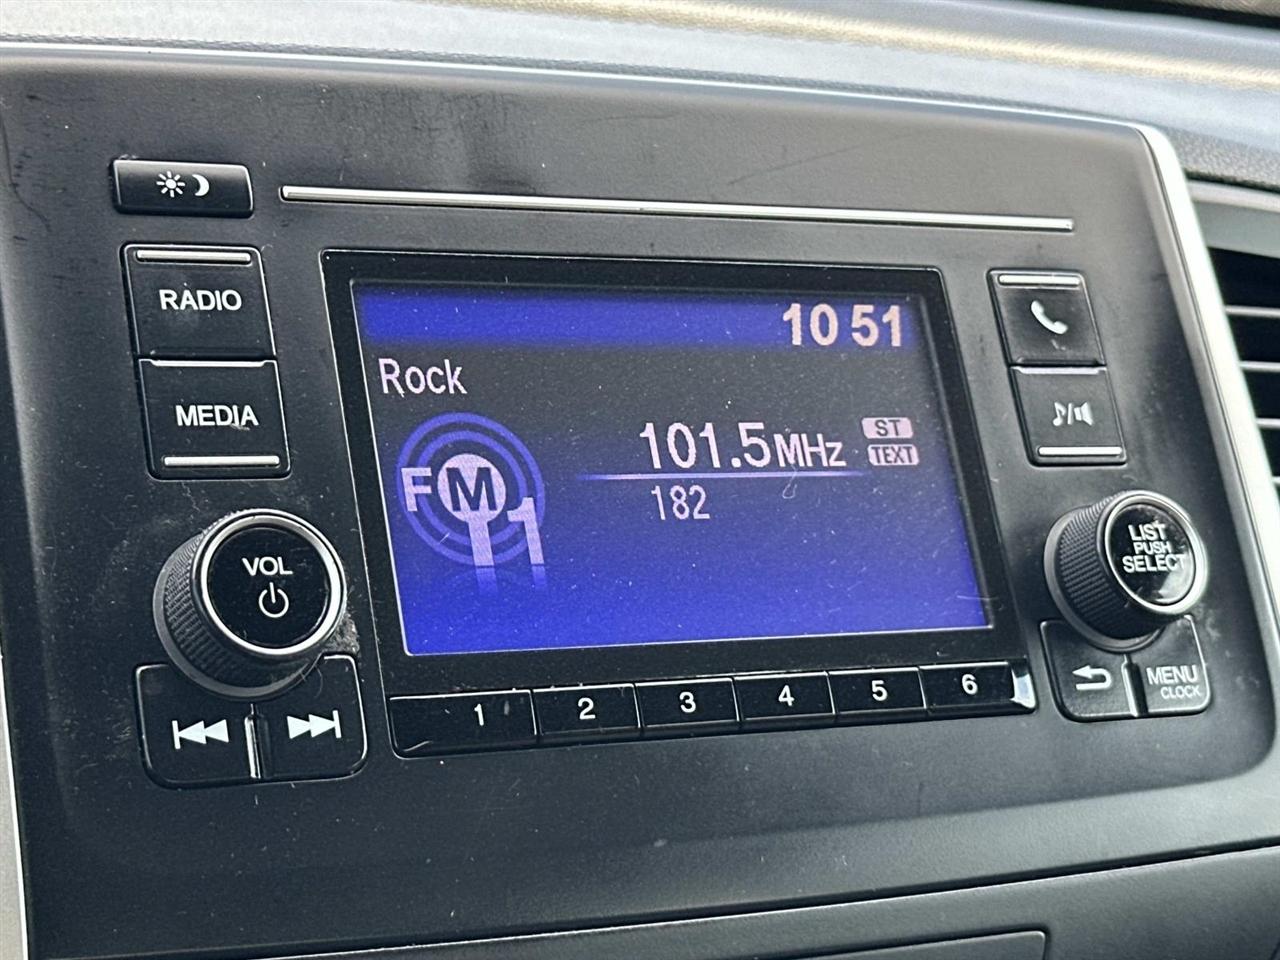 RADIO
MEDIA
VOL
10 51
Rock
FM 1
101.5MHz
ST
TEXT
182
1 2 3 4 5 6
LIST
PUSH
SELECT
MENU
CLOCK